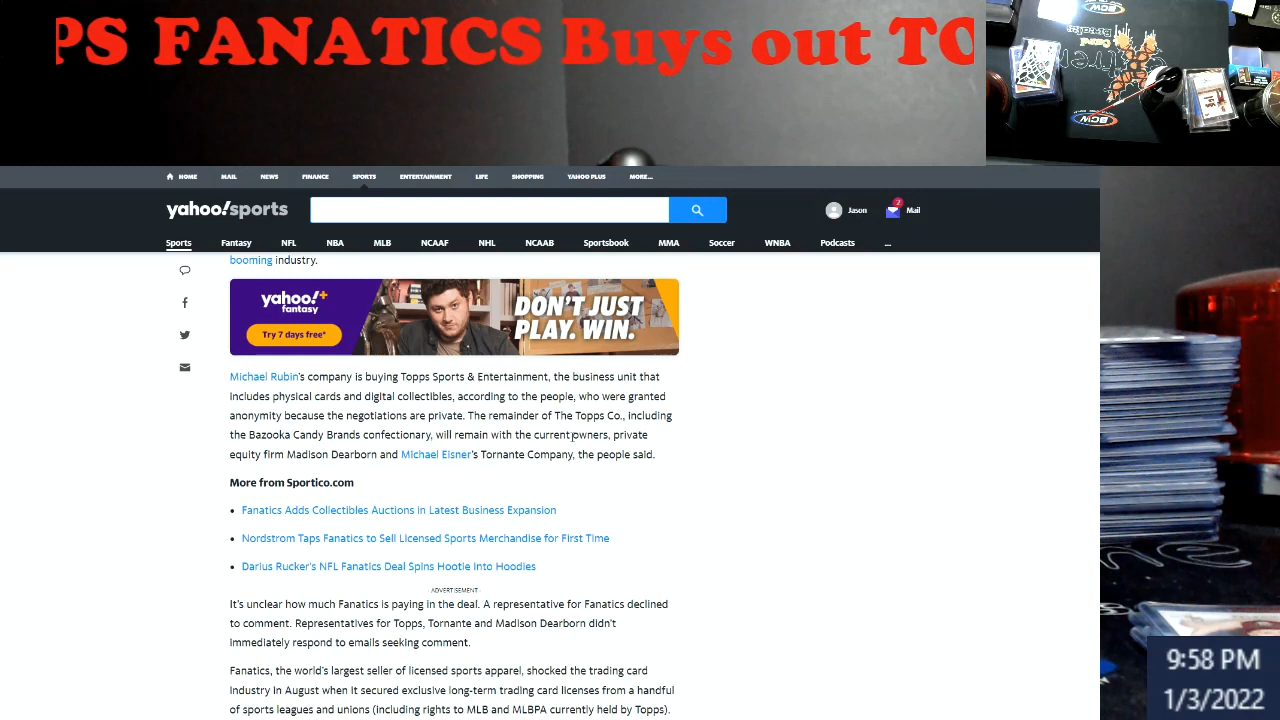 PS FANATICS Buys out TO
BCW
Card
Breaks
BCW
HOME MAIL NEWS FINANCE SPORTS ENTERTAINMENT LIFE SHOPPING YAHOO PLUS MORE...
yahoo!sports
Jason
2
Mail
Sports Fantasy NFL NBA MLB NCAAF NHL NCAAB Sportsbook MMA Soccer WNBA Podcasts ...
booming industry.
yahoo!+
fantasy
Try 7 days free*
DON'T JUST
PLAY. WIN.
Michael Rubin's company is buying Topps Sports & Entertainment, the business unit that
includes physical cards and digital collectibles, according to the people, who were granted
anonymity because the negotiations are private. The remainder of The Topps Co., including
the Bazooka Candy Brands confectionary, will remain with the current owners, private
equity firm Madison Dearborn and Michael Eisner's Tornante Company, the people said.
More from Sportico.com
• Fanatics Adds Collectibles Auctions in Latest Business Expansion
• Nordstrom Taps Fanatics to Sell Licensed Sports Merchandise for First Time
• Darius Rucker's NFL Fanatics Deal Spins Hootie into Hoodies
- ADVERTISEMENT -
It's unclear how much Fanatics is paying in the deal. A representative for Fanatics declined
to comment. Representatives for Topps, Tornante and Madison Dearborn didn't
immediately respond to emails seeking comment.
Fanatics, the world's largest seller of licensed sports apparel, shocked the trading card
industry in August when it secured exclusive long-term trading card licenses from a handful
of sports leagues and unions (including rights to MLB and MLBPA currently held by Topps).
9:58 PM
1/3/2022